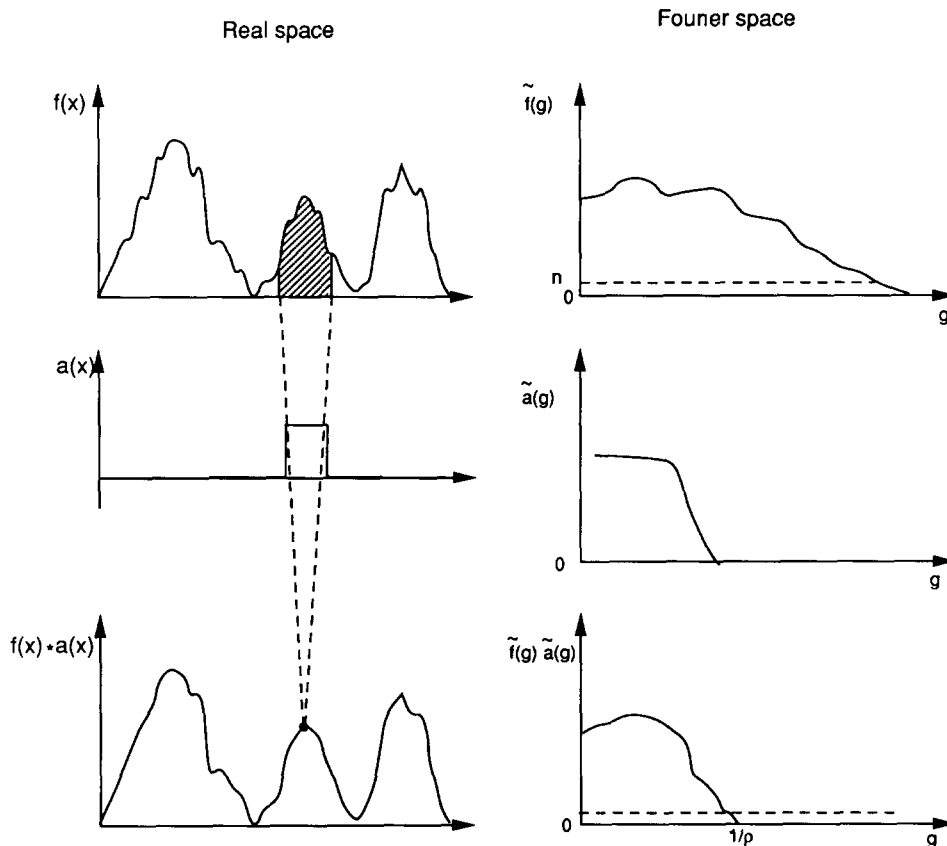 Real space
Founer space
f(x)
f̃(g)
n
0
g
a(x)
ã(g)
0
g
f(x) * a(x)
f̃(g) ã(g)
0
1/ρ
g